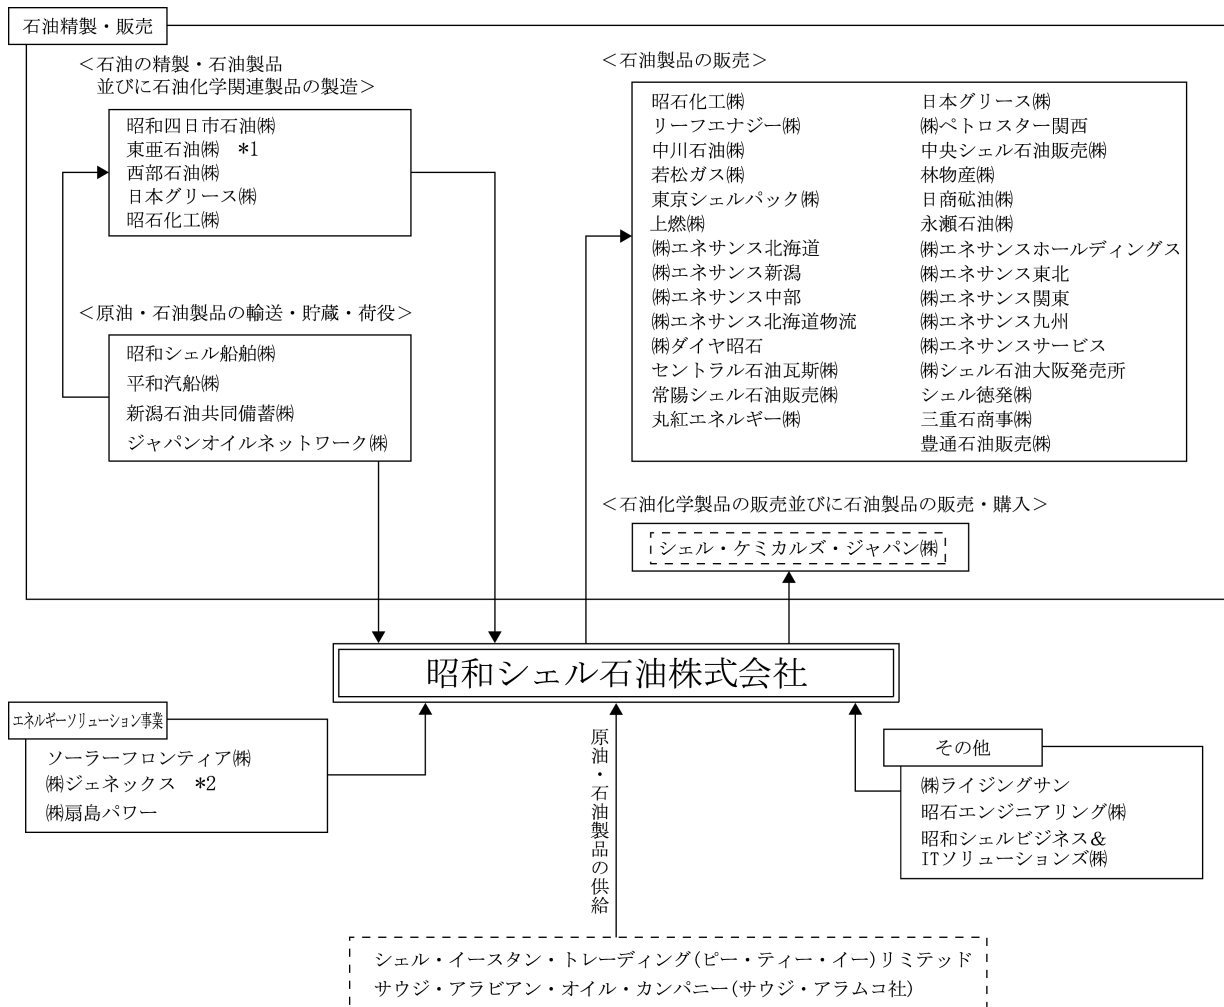 石油精製・販売
＜石油の精製・石油製品
並びに石油化学関連製品の製造＞
昭和四日市石油㈱
東亜石油㈱　*1
西部石油㈱
日本グリース㈱
昭石化工㈱
＜原油・石油製品の輸送・貯蔵・荷役＞
昭和シェル船舶㈱
平和汽船㈱
新潟石油共同備蓄㈱
ジャパンオイルネットワーク㈱
＜石油製品の販売＞
昭石化工㈱
リーフエナジー㈱
中川石油㈱
若松ガス㈱
東京シェルパック㈱
上燃㈱
㈱エネサンス北海道
㈱エネサンス新潟
㈱エネサンス中部
㈱エネサンス北海道物流
㈱ダイヤ昭石
セントラル石油瓦斯㈱
常陽シェル石油販売㈱
丸紅エネルギー㈱
日本グリース㈱
㈱ペトロスター関西
中央シェル石油販売㈱
林物産㈱
日商砿油㈱
永瀬石油㈱
㈱エネサンスホールディングス
㈱エネサンス東北
㈱エネサンス関東
㈱エネサンス九州
㈱エネサンスサービス
㈱シェル石油大阪発売所
シェル徳発㈱
三重石商事㈱
豊通石油販売㈱
＜石油化学製品の販売並びに石油製品の販売・購入＞
シェル・ケミカルズ・ジャパン㈱
昭和シェル石油株式会社
エネルギーソリューション事業
ソーラーフロンティア㈱
㈱ジェネックス　*2
㈱扇島パワー
原油・石油製品の供給
その他
㈱ライジングサン
昭石エンジニアリング㈱
昭和シェルビジネス＆
ITソリューションズ㈱
シェル・イースタン・トレーディング(ピー・ティー・イー)リミテッド
サウジ・アラビアン・オイル・カンパニー(サウジ・アラムコ社)